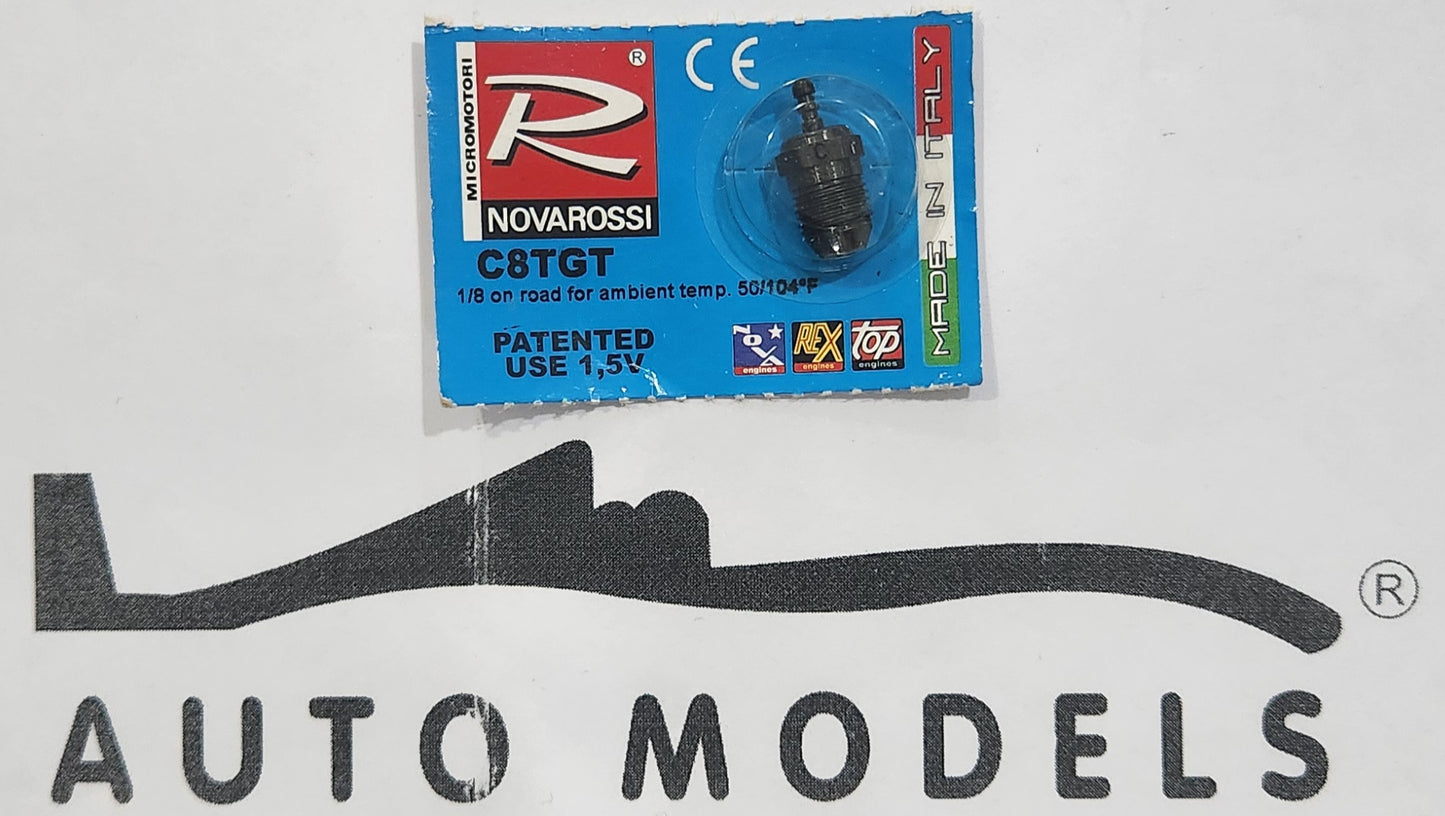 MICROMOTORI
R ®
NOVAROSSI
CE
C
MADE IN ITALY
C8TGT
1/8 on road for ambient temp. 50/104°F
PATENTED
USE 1,5V
NOVA
engines
REX
engines
top
engines
®
AUTO MODELS